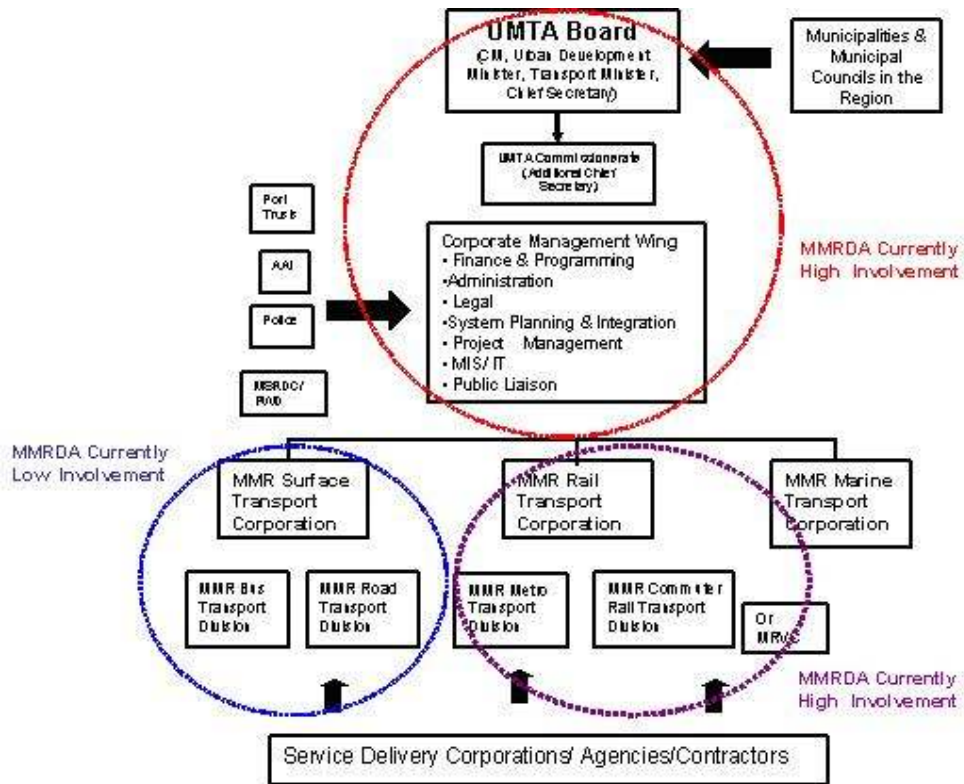 UMTA Board
(CM, Urban Development
Minister, Transport Minister,
Chief Secretary)
Municipalities &
Municipal
Councils in the
Region
UMTA Commissionerate
(Additional Chief
Secretary)
Port
Trusts
AAI
Police
MSRDC/
PWD
Corporate Management Wing
• Finance & Programming
•Administration
• Legal
•System Planning & Integration
• Project Management
• MIS/ IT
• Public Liaison
MMRDA Currently
High Involvement
MMRDA Currently
Low Involvement
MMR Surface
Transport
Corporation
MMR Rail
Transport
Corporation
MMR Marine
Transport
Corporation
MMR Bus
Transport
Division
MMR Road
Transport
Division
MMR Metro
Transport
Division
MMR Commuter
Rail Transport
Division
Or
MRVC
MMRDA Currently
High Involvement
Service Delivery Corporations/ Agencies/Contractors